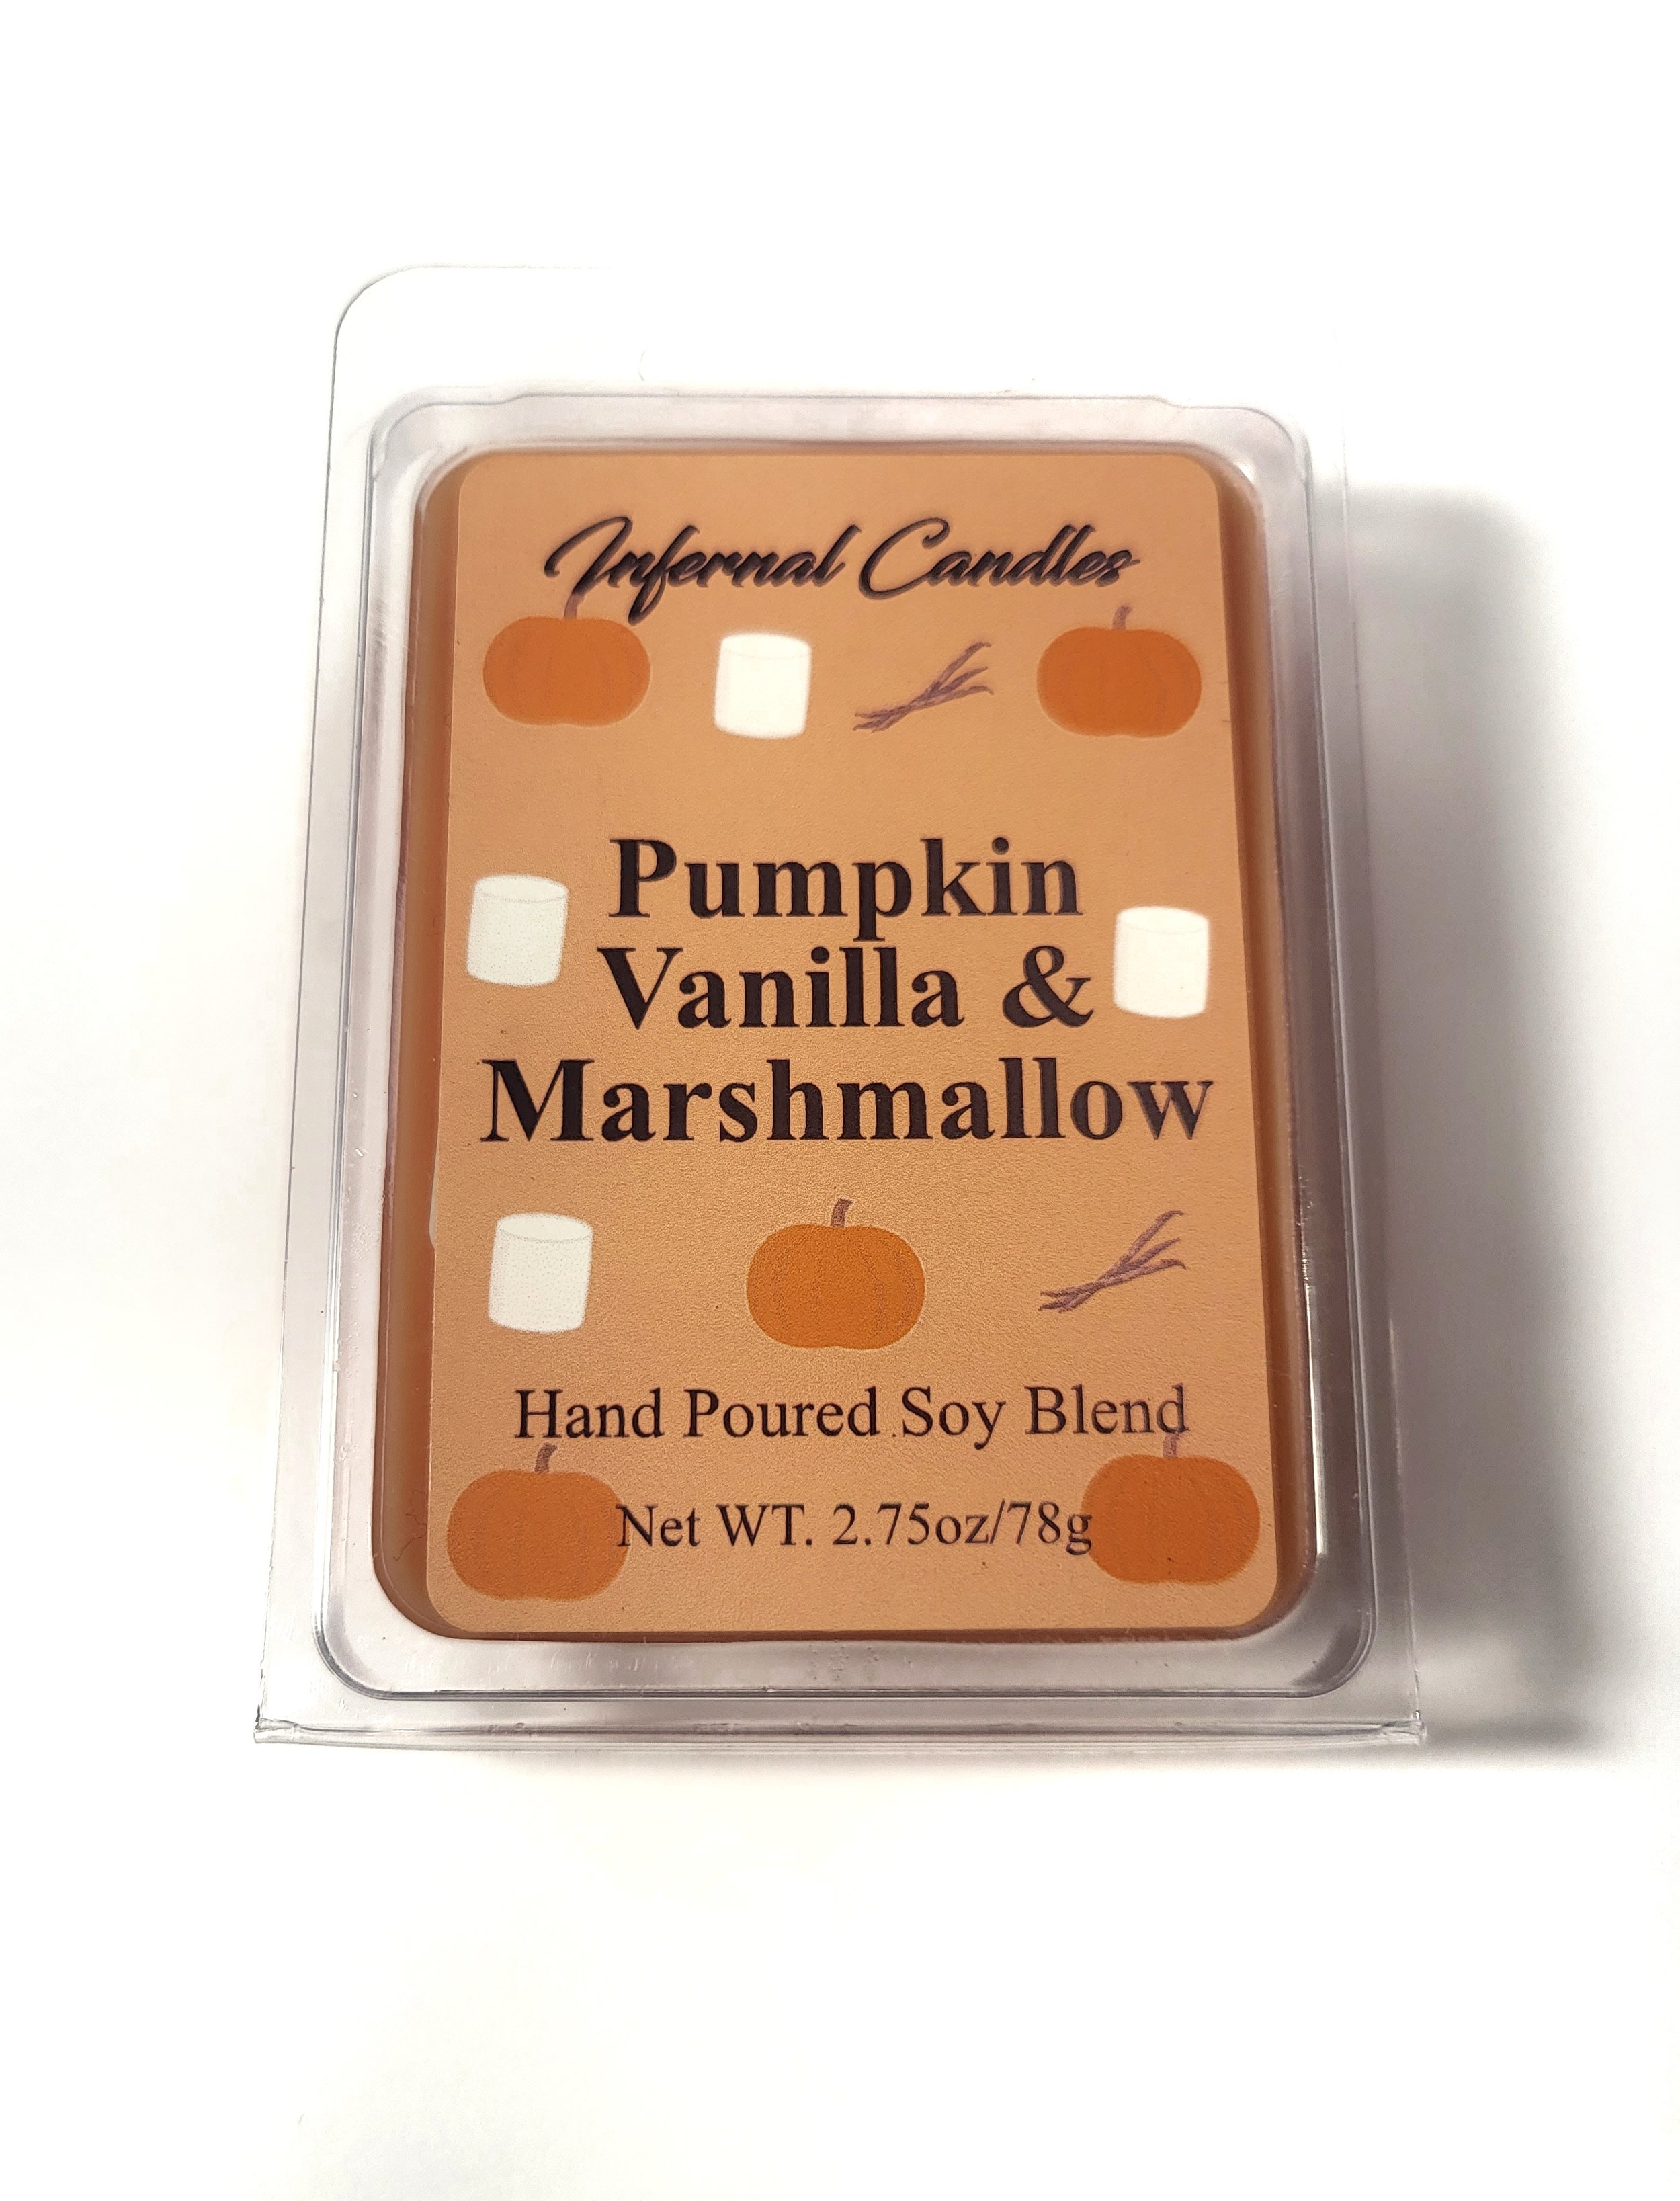 Infernal Candles
Pumpkin
Vanilla &
Marshmallow
Hand Poured Soy Blend
Net WT. 2.75oz/78g